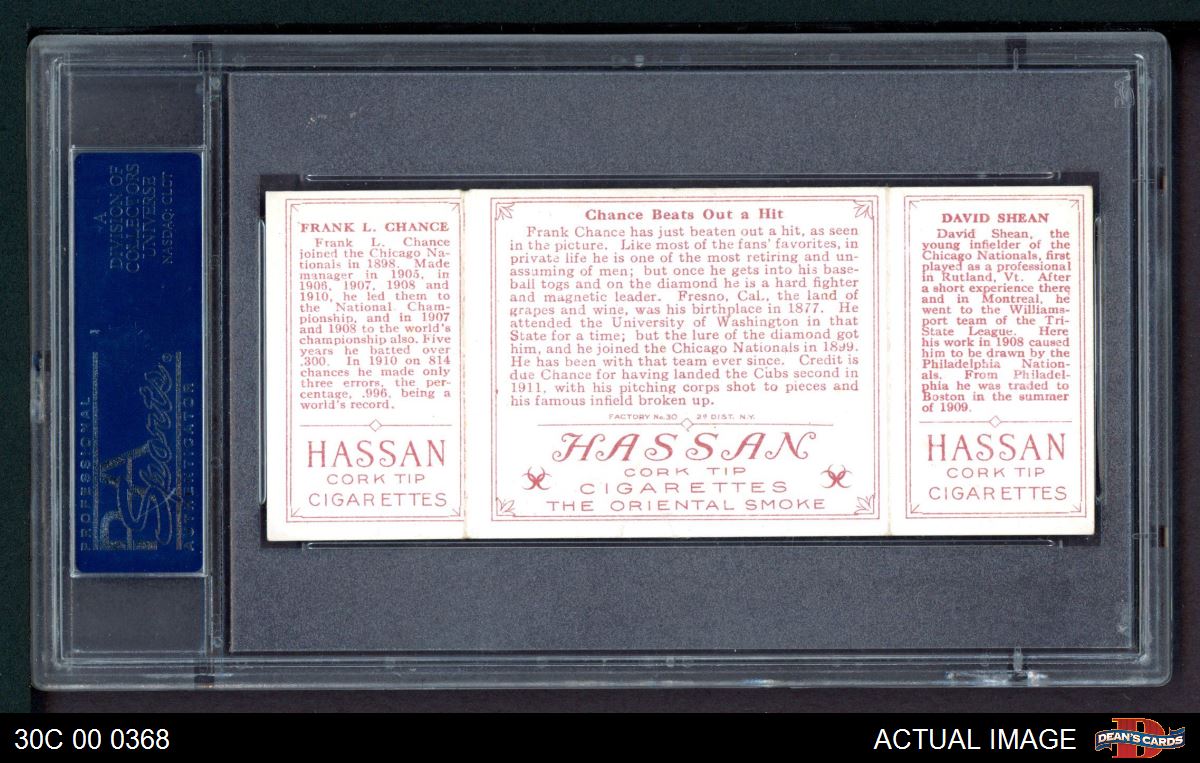 A
DIVISION OF
COLLECTORS
UNIVERSE
NASDAQ: CLCT
PROFESSIONAL
PSA
Sports ®
AUTHENTICATOR
FRANK L. CHANCE
Frank L. Chance
joined the Chicago Na-
tionals in 1898. Made
manager in 1905, in
1906, 1907, 1908 and
1910, he led them to
the National Cham-
pionship, and in 1907
and 1908 to the world's
championship also. Five
years he batted over
.300. In 1910 on 814
chances he made only
three errors, the per-
centage, .996, being a
world's record.
HASSAN
CORK TIP
CIGARETTES
Chance Beats Out a Hit
Frank Chance has just beaten out a hit, as seen
in the picture. Like most of the fans' favorites, in
private life he is one of the most retiring and un-
assuming of men; but once he gets into his base-
ball togs and on the diamond he is a hard fighter
and magnetic leader. Fresno, Cal., the land of
grapes and wine, was his birthplace in 1877. He
attended the University of Washington in that
State for a time; but the lure of the diamond got
him, and he joined the Chicago Nationals in 1899.
He has been with that team ever since. Credit is
due Chance for having landed the Cubs second in
1911, with his pitching corps shot to pieces and
his famous infield broken up.
FACTORY No.30 2D DIST. N.Y.
HASSAN
CORK TIP
CIGARETTES
THE ORIENTAL SMOKE
DAVID SHEAN
David Shean, the
young infielder of the
Chicago Nationals, first
played as a professional
in Rutland, Vt. After
a short experience there
and in Montreal, he
went to the Williams-
port team of the Tri-
State League. Here
his work in 1908 caused
him to be drawn by the
Philadelphia Nation-
als. From Philadel-
phia he was traded to
Boston in the summer
of 1909.
HASSAN
CORK TIP
CIGARETTES
30C 00 0368
ACTUAL IMAGE
DEAN'S CARDS